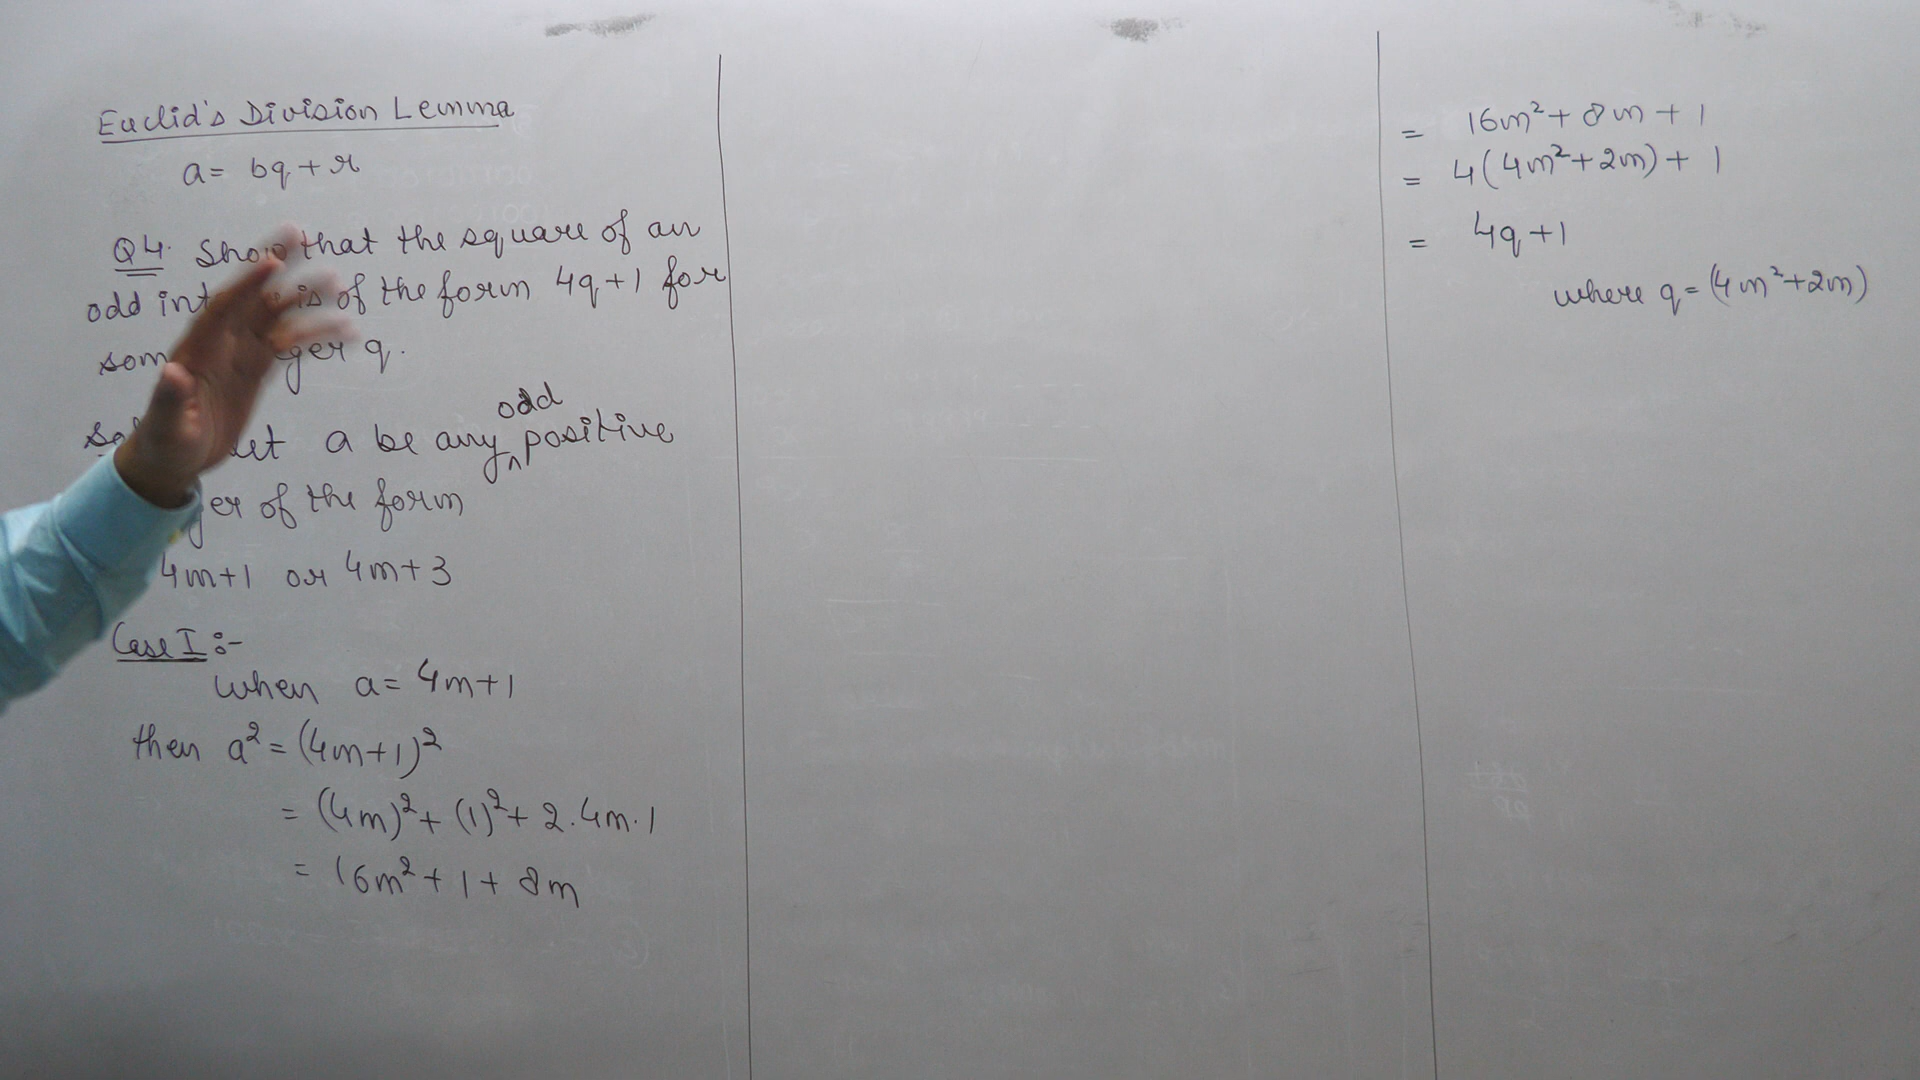 Euclid's Division Lemma
a = bq + r
Q4. Show that the square of an
odd int is of the form 4q+1 for
som ger q.
let a be any odd positive
ger of the form
4m+1 or 4m+3
Case I :-
when a = 4m+1
then a² = (4m+1)²
= (4m)² + (1)² + 2.4m.1
= 16m² + 1 + 8m
= 16m² + 8m + 1
= 4(4m² + 2m) + 1
= 4q+1
where q = (4m²+2m)